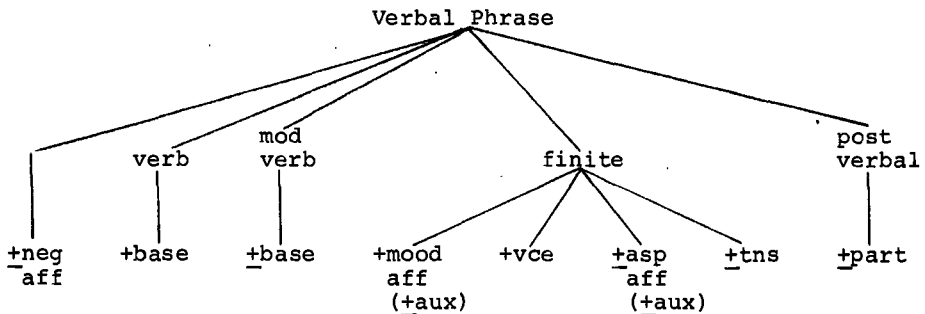 Verbal Phrase
mod post
verb verb finite verbal
±neg +base ±base +mood +vce ±asp ±tns ±part
aff aff aff
(±aux) (±aux)